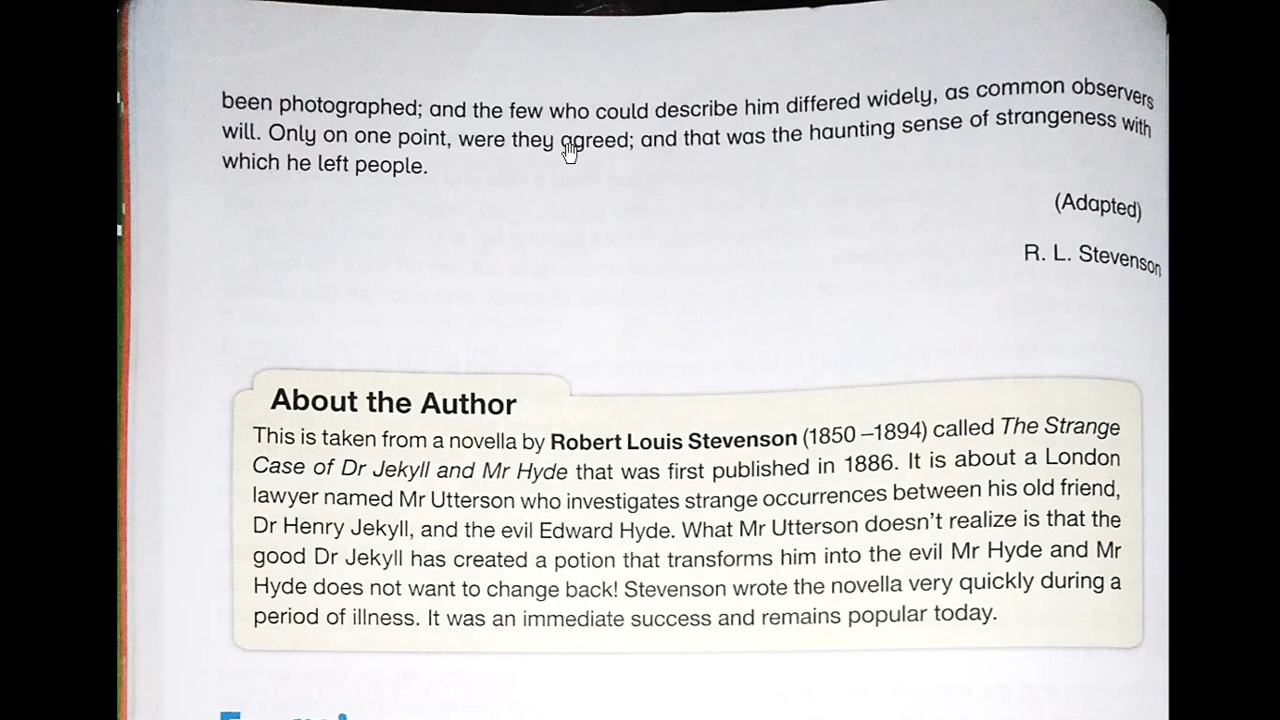 been photographed; and the few who could describe him differed widely, as common observers
will. Only on one point, were they agreed; and that was the haunting sense of strangeness with
which he left people.
(Adapted)
R. L. Stevenson
About the Author
This is taken from a novella by Robert Louis Stevenson (1850 –1894) called The Strange
Case of Dr Jekyll and Mr Hyde that was first published in 1886. It is about a London
lawyer named Mr Utterson who investigates strange occurrences between his old friend,
Dr Henry Jekyll, and the evil Edward Hyde. What Mr Utterson doesn't realize is that the
good Dr Jekyll has created a potion that transforms him into the evil Mr Hyde and Mr
Hyde does not want to change back! Stevenson wrote the novella very quickly during a
period of illness. It was an immediate success and remains popular today.